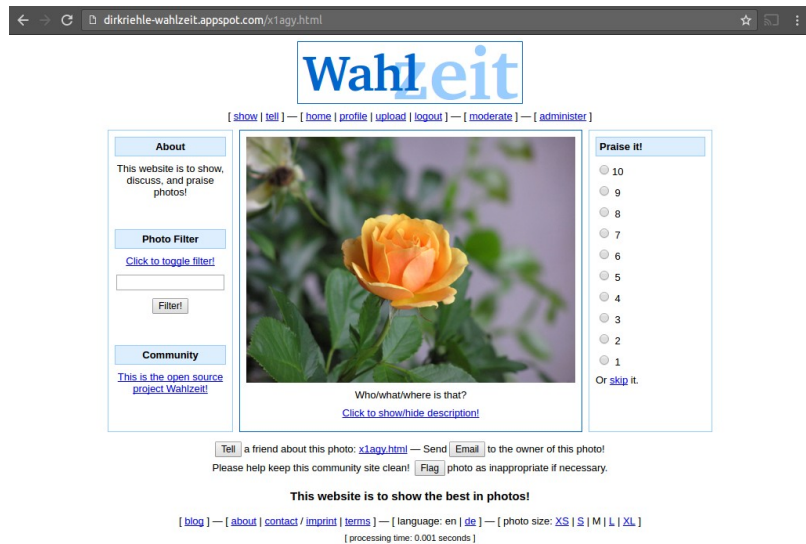 dirkriehle-wahlzeit.appspot.com/x1agy.html
Wahlzeit
[ show | tell ] — [ home | profile | upload | logout ] — [ moderate ] — [ administer ]
About
This website is to show,
discuss, and praise
photos!
Photo Filter
Click to toggle filter!
Filter!
Community
This is the open source
project Wahlzeit!
Who/what/where is that?
Click to show/hide description!
Praise it!
10
9
8
7
6
5
4
3
2
1
Or skip it.
Tell a friend about this photo: x1agy.html — Send Email to the owner of this photo!
Please help keep this community site clean! Flag photo as inappropriate if necessary.
This website is to show the best in photos!
[ blog ] — [ about | contact / imprint | terms ] — [ language: en | de ] — [ photo size: XS | S | M | L | XL ]
[ processing time: 0.001 seconds ]